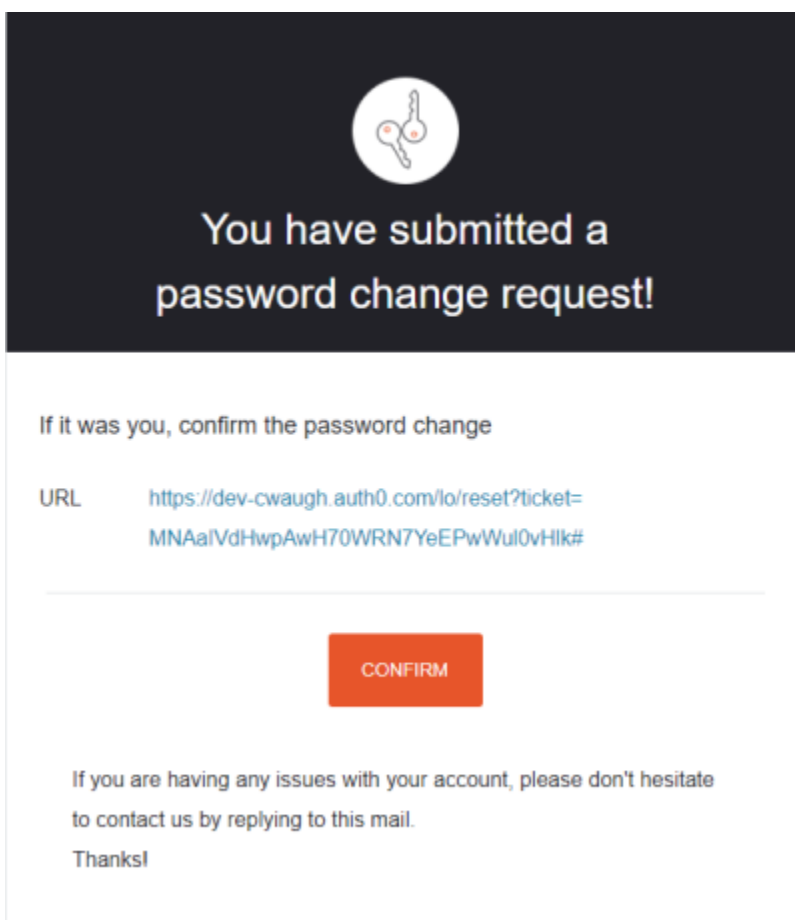 You have submitted a
password change request!
If it was you, confirm the password change
URL https://dev-cwaugh.auth0.com/lo/reset?ticket=
MNAalVdHwpAwH70WRN7YeEPwWul0vHlk#
CONFIRM
If you are having any issues with your account, please don't hesitate
to contact us by replying to this mail.
Thanks!